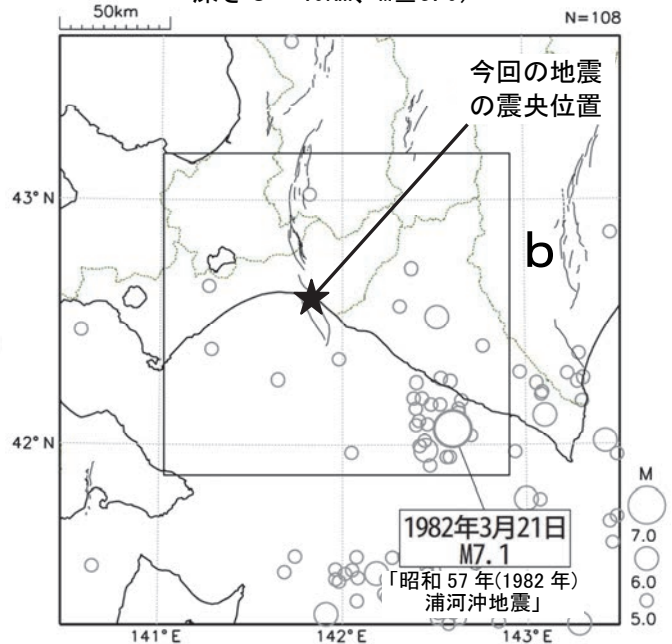 50km
N=108
今回の地震
の震央位置
43°N
b
42°N
1982年3月21日
M7.1
「昭和 57 年(1982 年)
浦河沖地震」
M
7.0
6.0
5.0
141°E
142°E
143°E